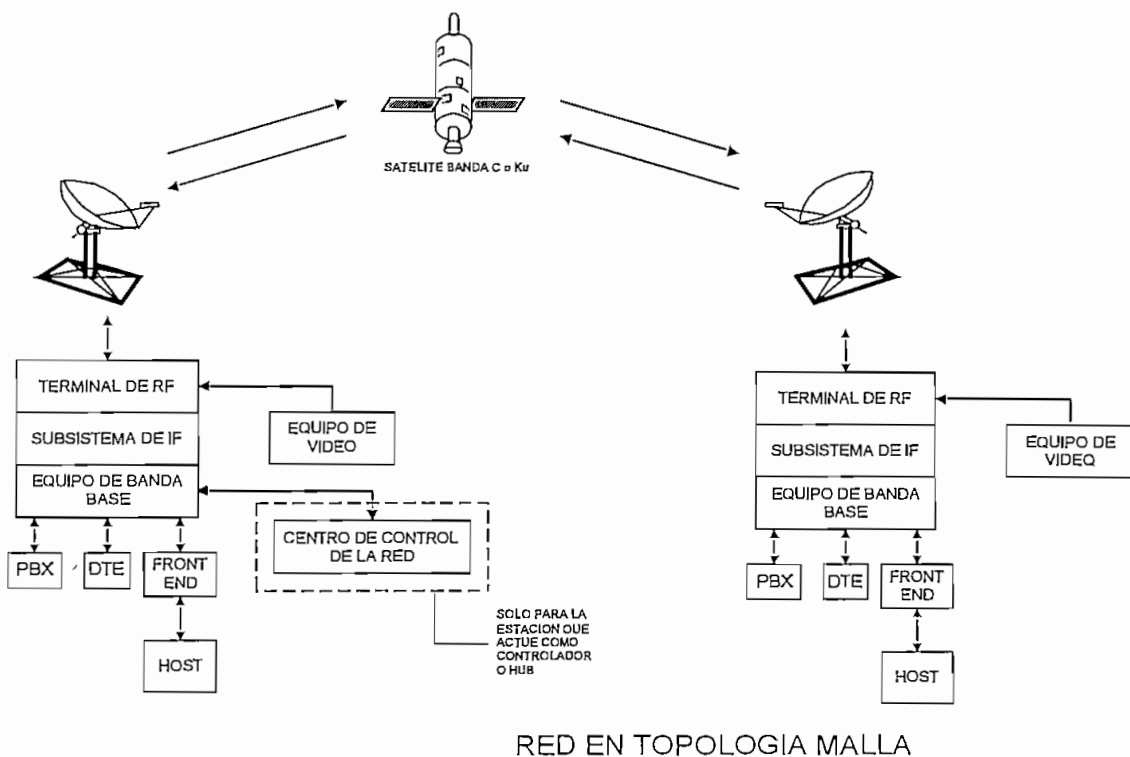 SATELITE BANDA C o Ku
TERMINAL DE RF
SUBSISTEMA DE IF
EQUIPO DE BANDA
BASE
EQUIPO DE
VIDEO
CENTRO DE CONTROL
DE LA RED
PBX
DTE
FRONT
END
HOST
SOLO PARA LA
ESTACION QUE
ACTUE COMO
CONTROLADOR
O HUB
TERMINAL DE RF
SUBSISTEMA DE IF
EQUIPO DE BANDA
BASE
EQUIPO DE
VIDEO
PBX
DTE
FRONT
END
HOST
RED EN TOPOLOGIA MALLA